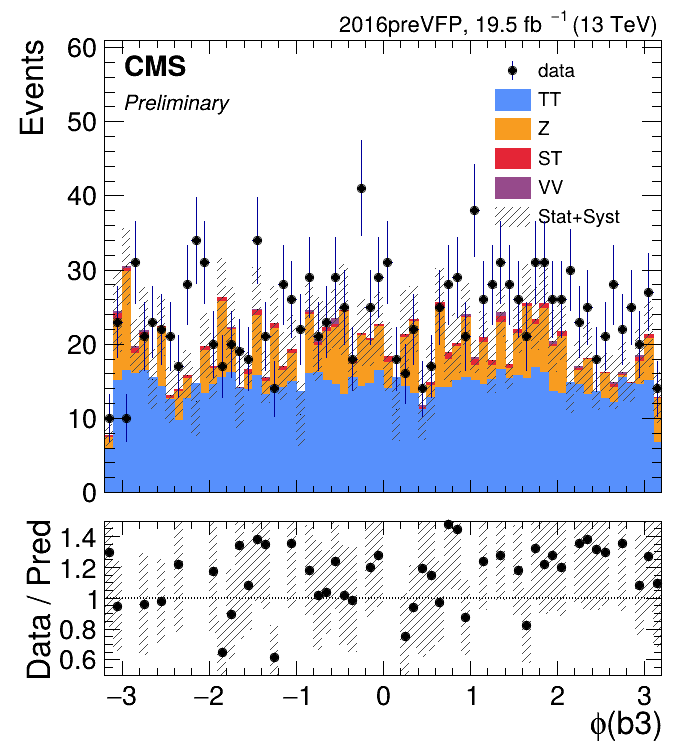 2016preVFP, 19.5 fb⁻¹ (13 TeV)
Events
60
50
40
30
20
10
0
CMS
Preliminary
data
TT
Z
ST
VV
Stat+Syst
Data / Pred
1.4
1.2
1
0.8
0.6
−3 −2 −1 0 1 2 3
ϕ(b3)